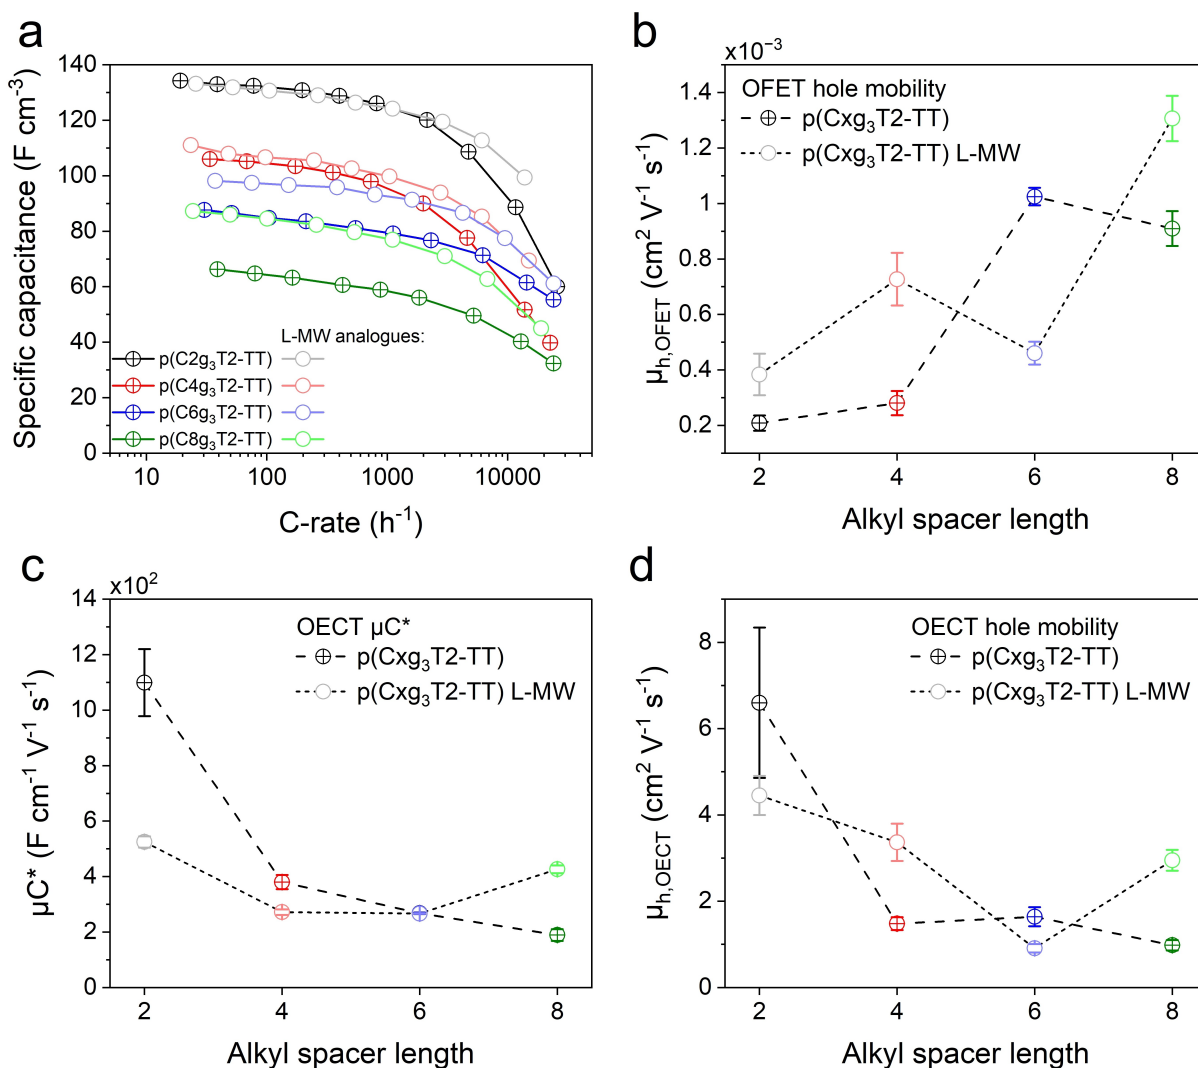 a
140
120
100
80
60
40
20
0
Specific capacitance (F cm⁻³)
L-MW analogues:
p(C2g₃T2-TT)
p(C4g₃T2-TT)
p(C6g₃T2-TT)
p(C8g₃T2-TT)
10 100 1000 10000
C-rate (h⁻¹)
b
x10⁻³
1.4
1.2
1
0.8
0.6
0.4
0.2
μh,OFET (cm² V⁻¹ s⁻¹)
OFET hole mobility
p(Cxg₃T2-TT)
p(Cxg₃T2-TT) L-MW
2 4 6 8
Alkyl spacer length
c
x10²
14
12
10
8
6
4
2
0
μC* (F cm⁻¹ V⁻¹ s⁻¹)
OECT μC*
p(Cxg₃T2-TT)
p(Cxg₃T2-TT) L-MW
2 4 6 8
Alkyl spacer length
d
8
6
4
2
0
μh,OECT (cm² V⁻¹ s⁻¹)
OECT hole mobility
p(Cxg₃T2-TT)
p(Cxg₃T2-TT) L-MW
2 4 6 8
Alkyl spacer length